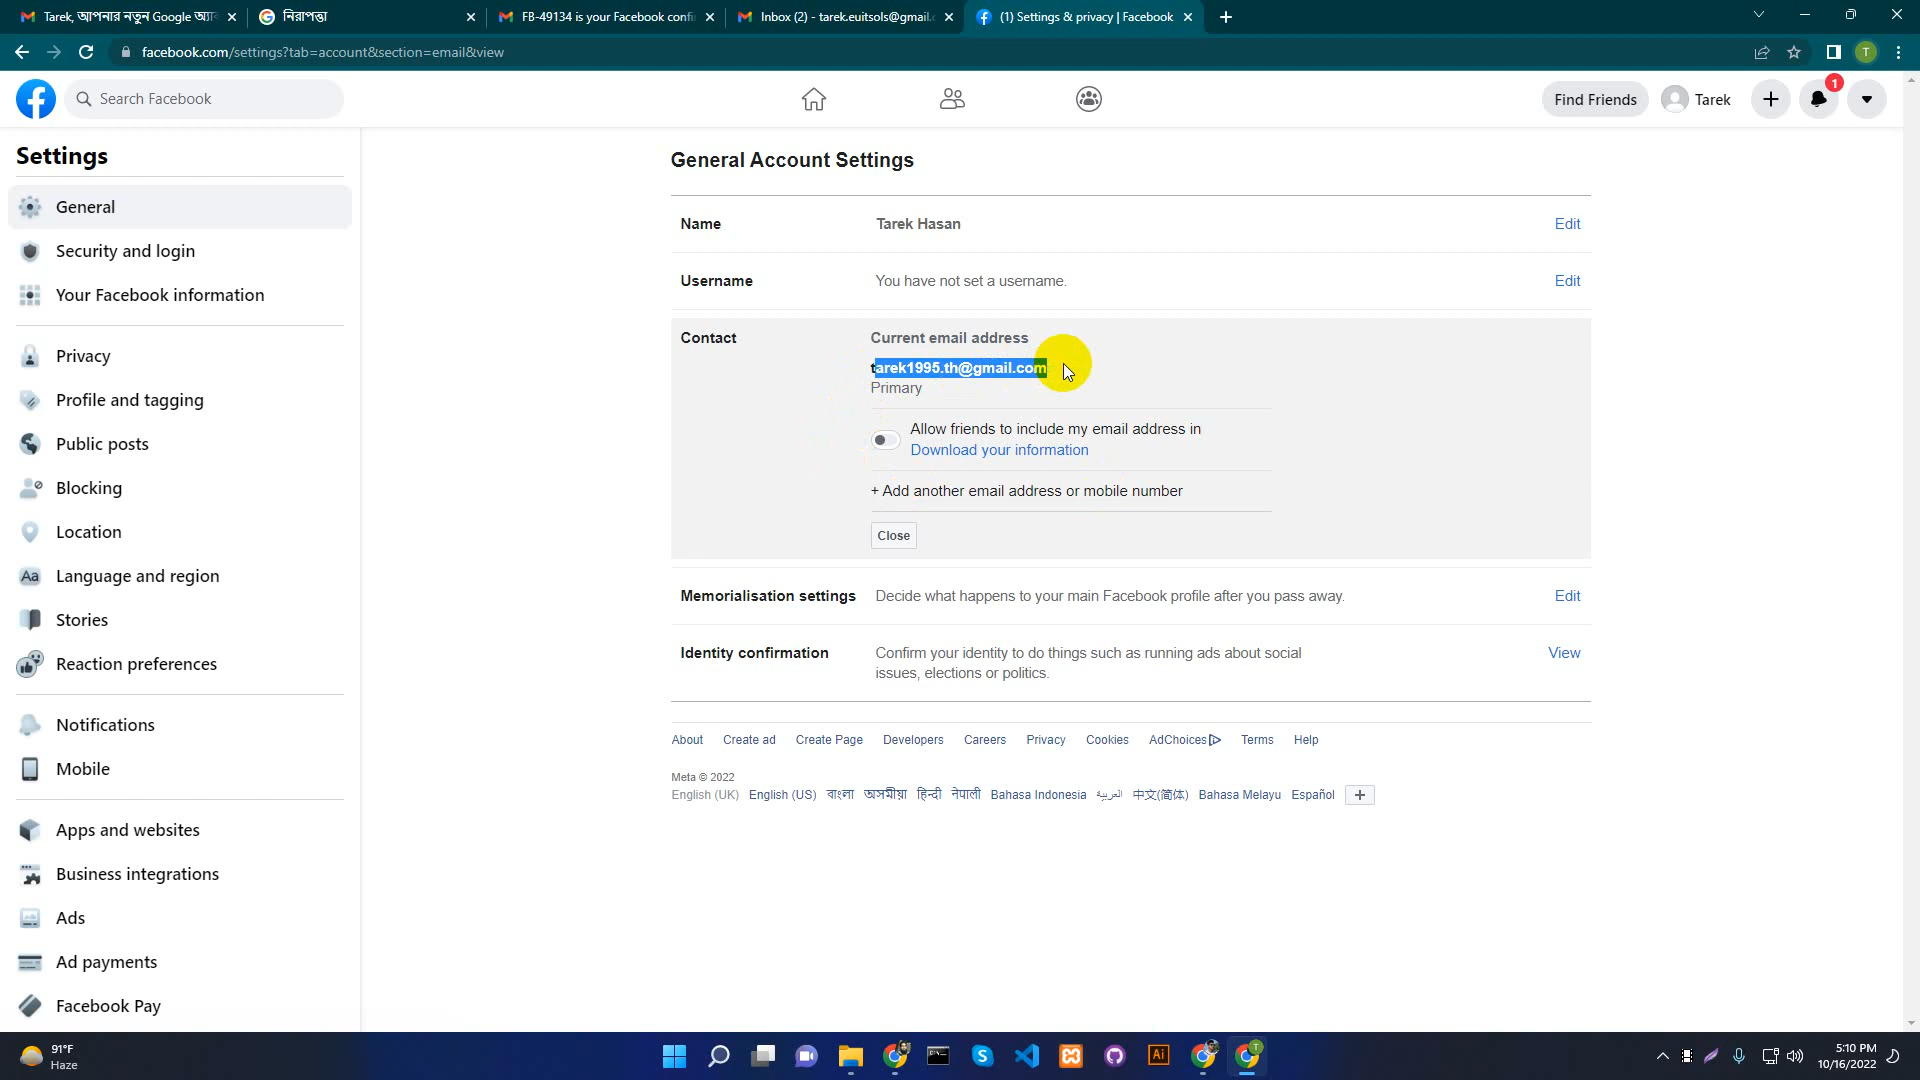 Tarek, আপনার নতুন Google অ্যা
নিরাপত্তা
FB-49134 is your Facebook confi
Inbox (2) - tarek.euitsols@gmail.c
(1) Settings & privacy | Facebook
facebook.com/settings?tab=account&section=email&view
T
Search Facebook
Find Friends
Tarek
1
Settings
General
Security and login
Your Facebook information
Privacy
Profile and tagging
Public posts
Blocking
Location
Aa
Language and region
Stories
Reaction preferences
Notifications
Mobile
Apps and websites
Business integrations
Ads
Ad payments
Facebook Pay
General Account Settings
Name
Tarek Hasan
Edit
Username
You have not set a username.
Edit
Contact
Current email address
tarek1995.th@gmail.com
Primary
Allow friends to include my email address in
Download your information
+ Add another email address or mobile number
Close
Memorialisation settings
Decide what happens to your main Facebook profile after you pass away.
Edit
Identity confirmation
Confirm your identity to do things such as running ads about social
issues, elections or politics.
View
About Create ad Create Page Developers Careers Privacy Cookies AdChoices Terms Help
Meta © 2022
English (UK) English (US) বাংলা অসমীয়া हिन्दी नेपाली Bahasa Indonesia العربية 中文(简体) Bahasa Melayu Español
91°F
Haze
S
Ai
T
5:10 PM
10/16/2022